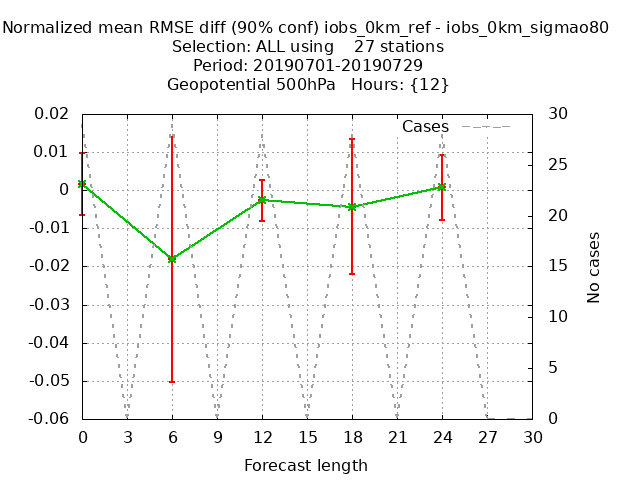 Normalized mean RMSE diff (90% conf) iobs_0km_ref - iobs_0km_sigmao80
Selection: ALL using    27 stations
Period: 20190701-20190729
Geopotential 500hPa   Hours: {12}
Cases
0.02
0.01
0
-0.01
-0.02
-0.03
-0.04
-0.05
-0.06
30
25
20
15
10
5
0
No cases
0 3 6 9 12 15 18 21 24 27 30
Forecast length